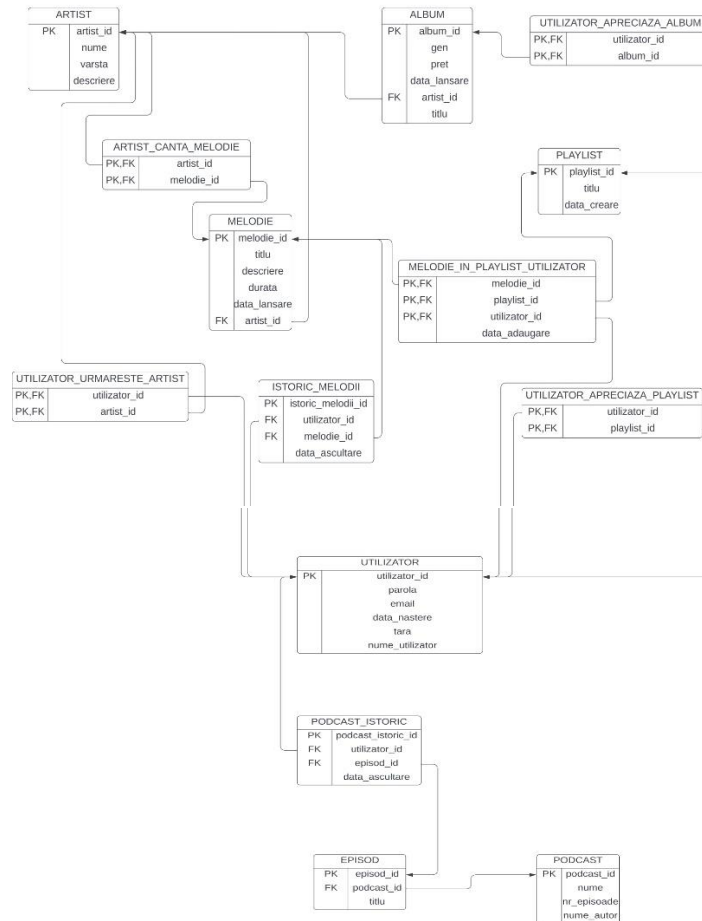 ARTIST
PK artist_id
nume
varsta
descriere
ALBUM
PK album_id
gen
pret
data_lansare
FK artist_id
titlu
UTILIZATOR_APRECIAZA_ALBUM
PK,FK utilizator_id
PK,FK album_id
ARTIST_CANTA_MELODIE
PK,FK artist_id
PK,FK melodie_id
PLAYLIST
PK playlist_id
titlu
data_creare
MELODIE
PK melodie_id
titlu
descriere
durata
data_lansare
FK artist_id
MELODIE_IN_PLAYLIST_UTILIZATOR
PK,FK melodie_id
PK,FK playlist_id
PK,FK utilizator_id
data_adaugare
UTILIZATOR_URMARESTE_ARTIST
PK,FK utilizator_id
PK,FK artist_id
ISTORIC_MELODII
PK istoric_melodii_id
FK utilizator_id
FK melodie_id
data_ascultare
UTILIZATOR_APRECIAZA_PLAYLIST
PK,FK utilizator_id
PK,FK playlist_id
UTILIZATOR
PK utilizator_id
parola
email
data_nastere
tara
nume_utilizator
PODCAST_ISTORIC
PK podcast_istoric_id
FK utilizator_id
FK episod_id
data_ascultare
EPISOD
PK episod_id
FK podcast_id
titlu
PODCAST
PK podcast_id
nume
nr_episoade
nume_autor